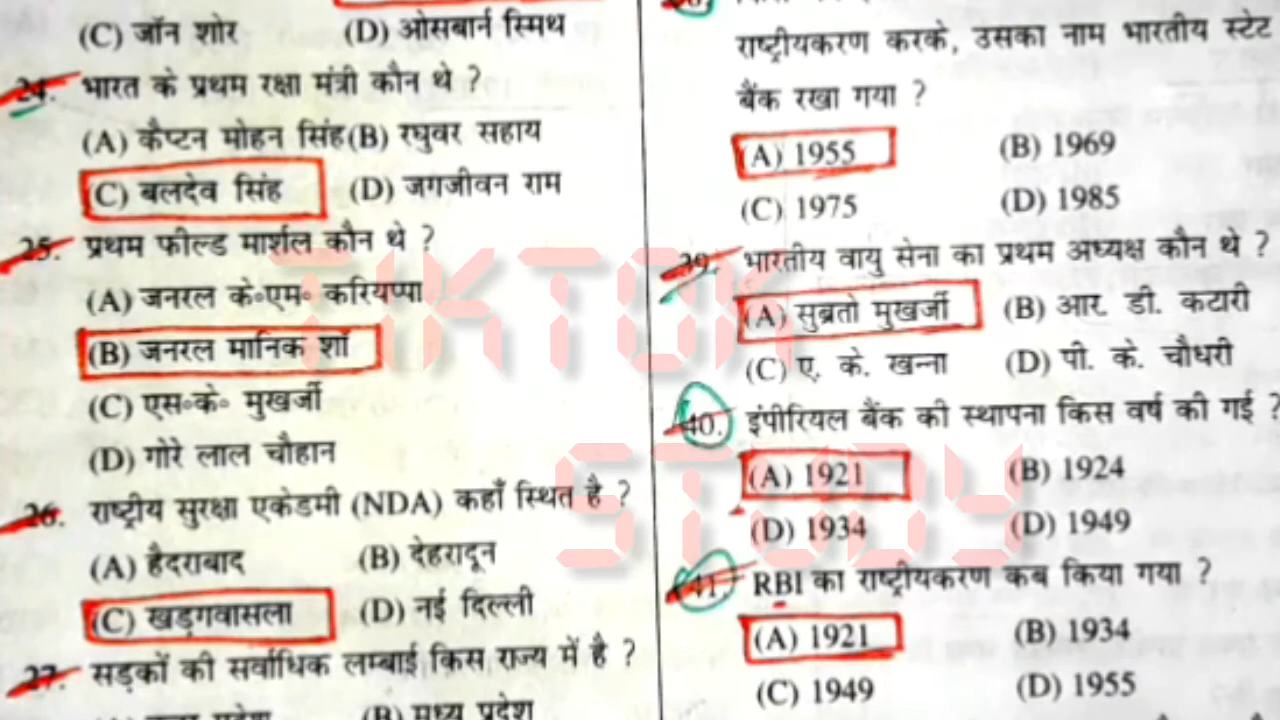 (C) जॉन शोर (D) ओसबार्न स्मिथ
24. भारत के प्रथम रक्षा मंत्री कौन थे ?
(A) कैप्टन मोहन सिंह (B) रघुवर सहाय
(C) बलदेव सिंह (D) जगजीवन राम
25. प्रथम फील्ड मार्शल कौन थे ?
(A) जनरल के॰एम॰ करियप्पा
(B) जनरल मानिक शॉ
(C) एस॰के॰ मुखर्जी
(D) गोरे लाल चौहान
26. राष्ट्रीय सुरक्षा एकेडमी (NDA) कहाँ स्थित है ?
(A) हैदराबाद (B) देहरादून
(C) खड़गवासला (D) नई दिल्ली
27. सड़कों की सर्वाधिक लम्बाई किस राज्य में है ?
(B) मध्य प्रदेश
राष्ट्रीयकरण करके, उसका नाम भारतीय स्टेट
बैंक रखा गया ?
(A) 1955 (B) 1969
(C) 1975 (D) 1985
39. भारतीय वायु सेना का प्रथम अध्यक्ष कौन थे ?
(A) सुब्रतो मुखर्जी (B) आर. डी. कटारी
(C) ए. के. खन्ना (D) पी. के. चौधरी
40. इंपीरियल बैंक की स्थापना किस वर्ष की गई ?
(A) 1921 (B) 1924
(D) 1934 (D) 1949
41. RBI का राष्ट्रीयकरण कब किया गया ?
(A) 1921 (B) 1934
(C) 1949 (D) 1955
TIKTOK
STUDY